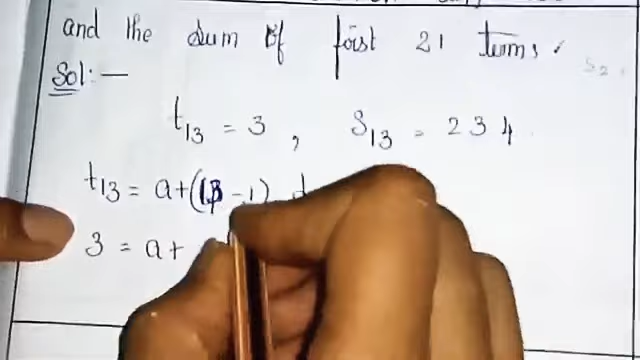 and the sum of first 21 terms.
Sol:—
t13 = 3, S13 = 234
t13 = a+(13-1) d
3 = a+